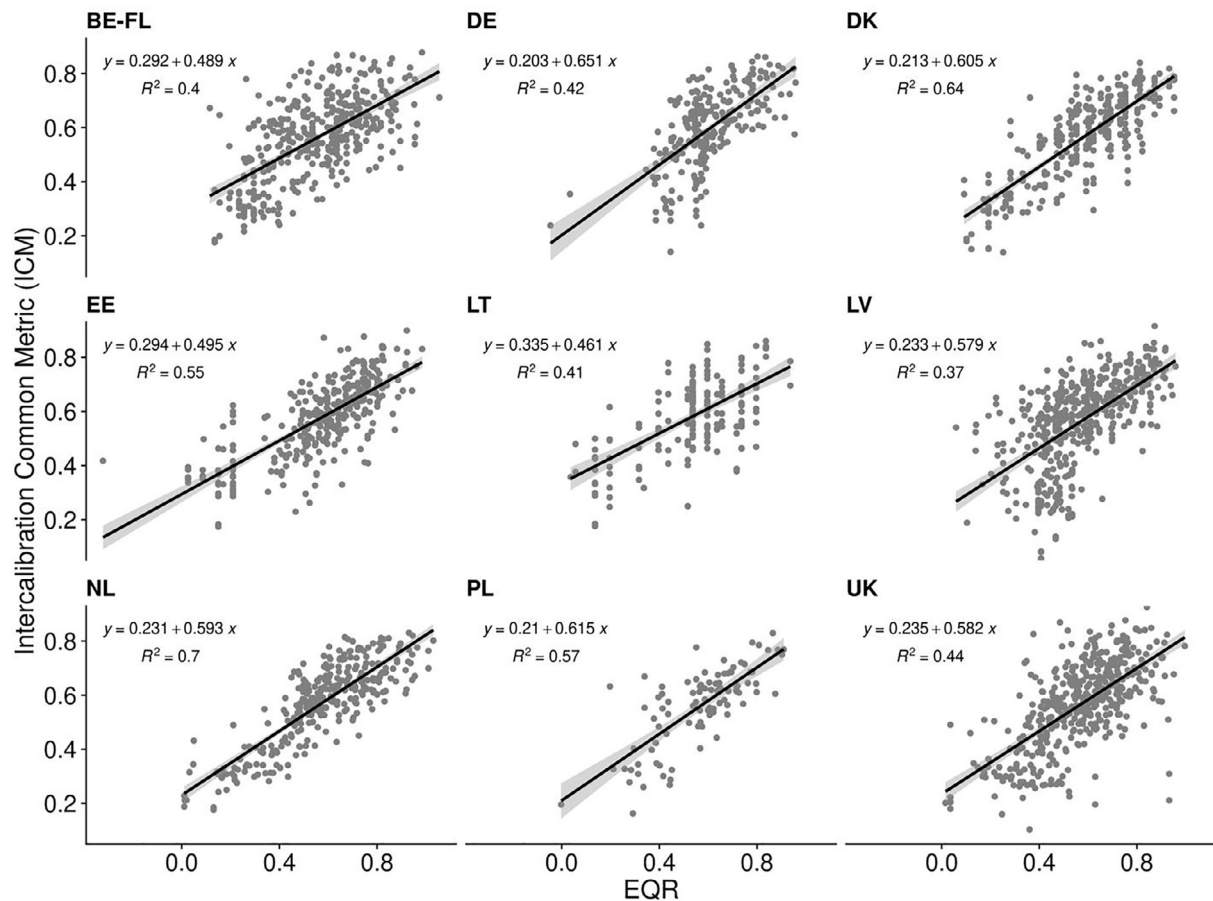 BE-FL DE DK
y = 0.292 + 0.489 x y = 0.203 + 0.651 x y = 0.213 + 0.605 x
R² = 0.4 R² = 0.42 R² = 0.64
0.8
0.6
0.4
0.2
Intercalibration Common Metric (ICM)
EE LT LV
y = 0.294 + 0.495 x y = 0.335 + 0.461 x y = 0.233 + 0.579 x
R² = 0.55 R² = 0.41 R² = 0.37
0.8
0.6
0.4
0.2
NL PL UK
y = 0.231 + 0.593 x y = 0.21 + 0.615 x y = 0.235 + 0.582 x
R² = 0.7 R² = 0.57 R² = 0.44
0.8
0.6
0.4
0.2
0.0 0.4 0.8 0.0 0.4 0.8 0.0 0.4 0.8
EQR